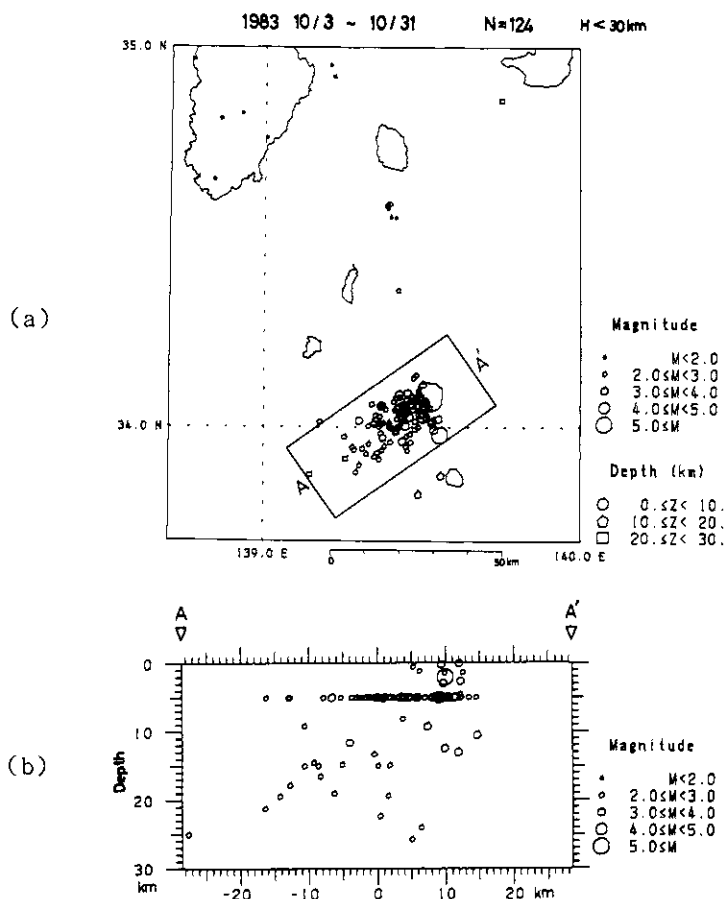 1983 10/3 ~ 10/31 N=124 H<30km
35.0 N
(a)
34.0 N
A'
A
139.0 E
140.0 E
0 50km
Magnitude
M<2.0
2.0≤M<3.0
3.0≤M<4.0
4.0≤M<5.0
5.0≤M
Depth (km)
0.≤Z<10.
10.≤Z<20.
20.≤Z<30.
A A'
(b)
Depth
0
10
20
30
km
-20 -10 0 10 20 km
Magnitude
M<2.0
2.0≤M<3.0
3.0≤M<4.0
4.0≤M<5.0
5.0≤M